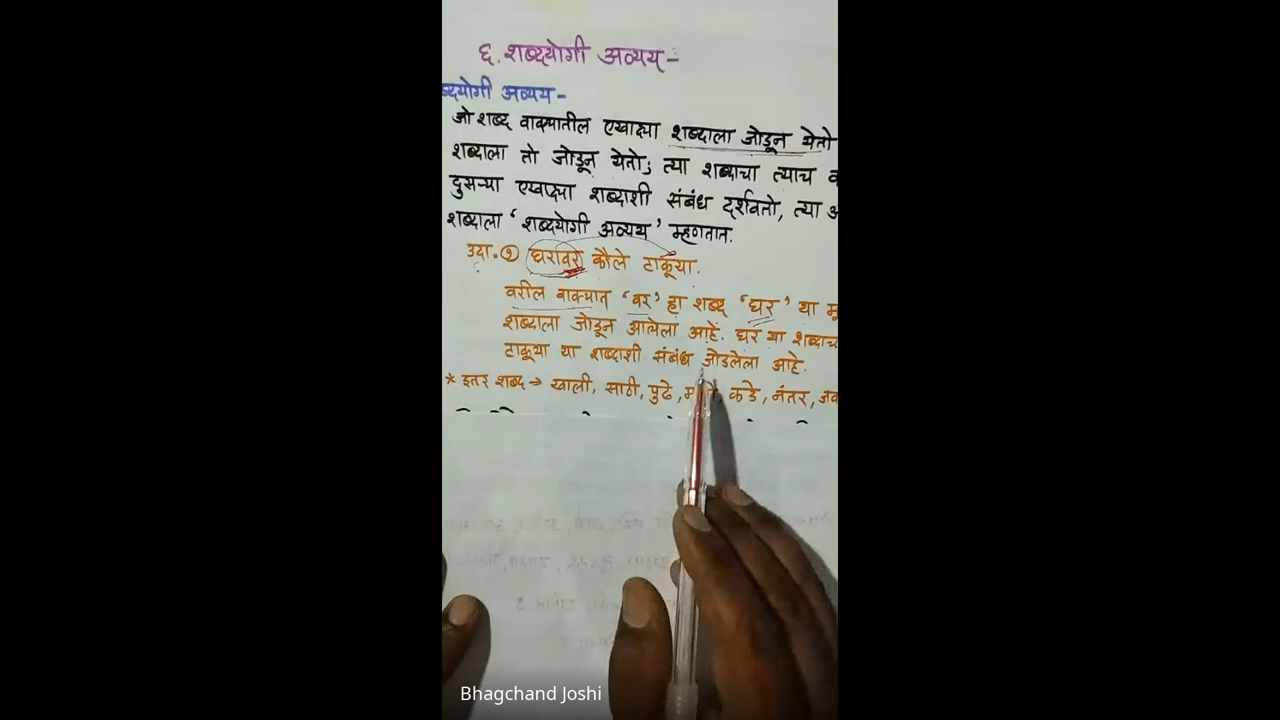 ६. शब्दयोगी अव्यय-
ब्दयोगी अव्यय-
जो शब्द वाक्यातील एखाद्या शब्दाला जोडून येतो
शब्दाला तो जोडून येतो; त्या शब्दाचा त्याच व
दुसऱ्या एखाद्या शब्दाशी संबंध दर्शवितो, त्या अ
शब्दाला 'शब्दयोगी अव्यय' म्हणतात.
उदा. ① घरावर कौले टाकूया.
वरील वाक्यात 'वर' हा शब्द 'घर' या मू
शब्दाला जोडून आलेला आहे. घर या शब्दाच
टाकूया या शब्दाशी संबंध जोडलेला आहे.
* इतर शब्द → खाली, साठी, पुढे, कडे, नंतर,
Bhagchand Joshi